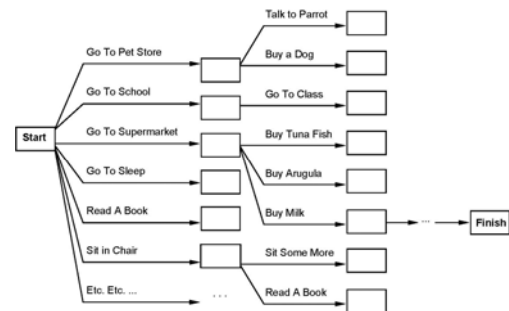 Talk to Parrot
Go To Pet Store
Buy a Dog
Go To School
Go To Class
Go To Supermarket
Buy Tuna Fish
Start
Go To Sleep
Buy Arugula
Read A Book
Buy Milk
...
Finish
Sit in Chair
Sit Some More
Etc. Etc. ...
...
Read A Book